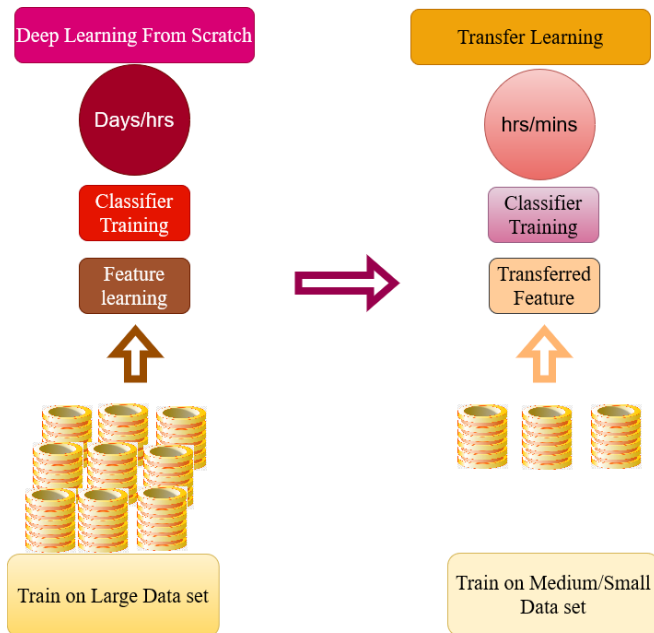 Deep Learning From Scratch
Days/hrs
Classifier
Training
Feature
learning
Train on Large Data set
Transfer Learning
hrs/mins
Classifier
Training
Transferred
Feature
Train on Medium/Small
Data set